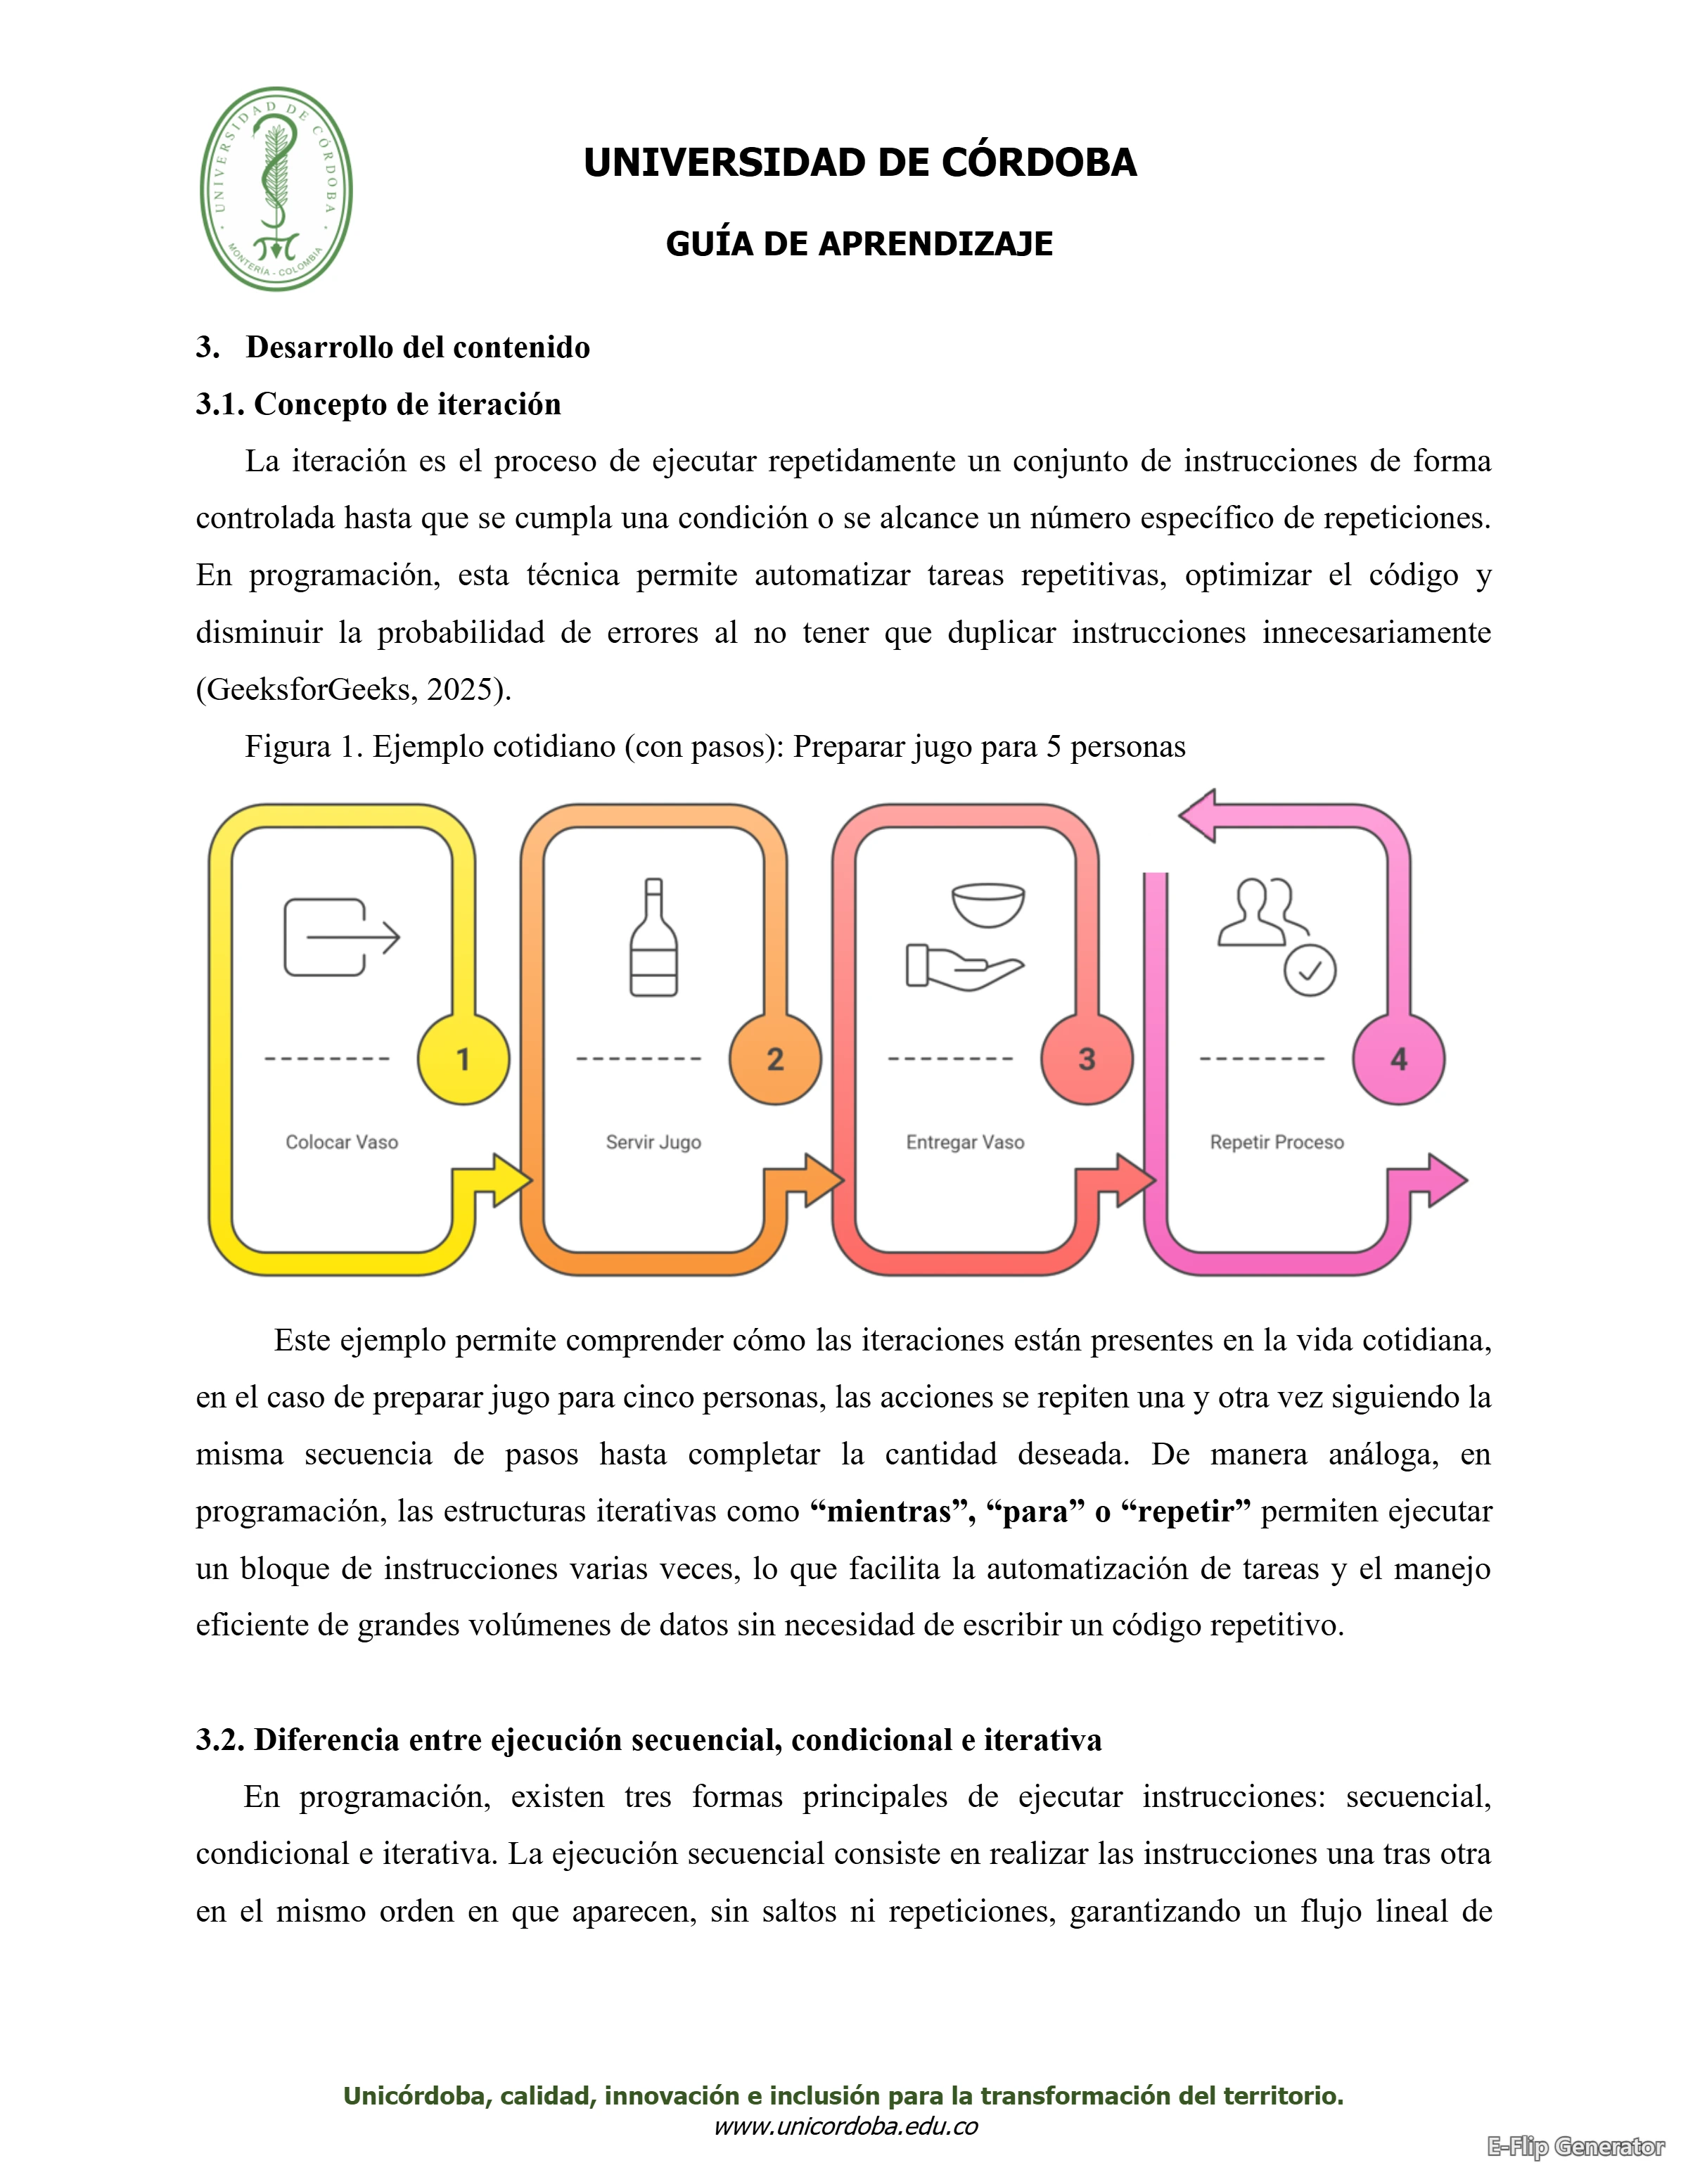 UNIVERSIDAD DE CÓRDOBA
MONTERÍA - COLOMBIA
UNIVERSIDAD DE CÓRDOBA
GUÍA DE APRENDIZAJE
3. Desarrollo del contenido
3.1. Concepto de iteración
La iteración es el proceso de ejecutar repetidamente un conjunto de instrucciones de forma
controlada hasta que se cumpla una condición o se alcance un número específico de repeticiones.
En programación, esta técnica permite automatizar tareas repetitivas, optimizar el código y
disminuir la probabilidad de errores al no tener que duplicar instrucciones innecesariamente
(GeeksforGeeks, 2025).
Figura 1. Ejemplo cotidiano (con pasos): Preparar jugo para 5 personas
1
Colocar Vaso
2
Servir Jugo
3
Entregar Vaso
4
Repetir Proceso
Este ejemplo permite comprender cómo las iteraciones están presentes en la vida cotidiana,
en el caso de preparar jugo para cinco personas, las acciones se repiten una y otra vez siguiendo la
misma secuencia de pasos hasta completar la cantidad deseada. De manera análoga, en
programación, las estructuras iterativas como “mientras”, “para” o “repetir” permiten ejecutar
un bloque de instrucciones varias veces, lo que facilita la automatización de tareas y el manejo
eficiente de grandes volúmenes de datos sin necesidad de escribir un código repetitivo.
3.2. Diferencia entre ejecución secuencial, condicional e iterativa
En programación, existen tres formas principales de ejecutar instrucciones: secuencial,
condicional e iterativa. La ejecución secuencial consiste en realizar las instrucciones una tras otra
en el mismo orden en que aparecen, sin saltos ni repeticiones, garantizando un flujo lineal de
Unicórdoba, calidad, innovación e inclusión para la transformación del territorio.
www.unicordoba.edu.co
E-Flip Generator